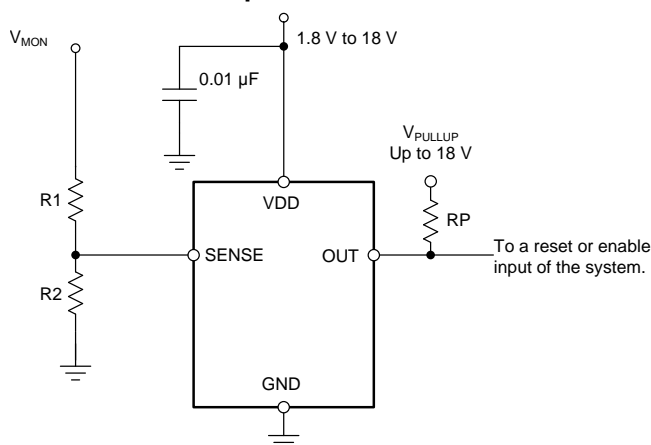 1.8 V to 18 V
VMON
0.01 µF
VPULLUP
Up to 18 V
R1
VDD
RP
SENSE
OUT
To a reset or enable
input of the system.
R2
GND